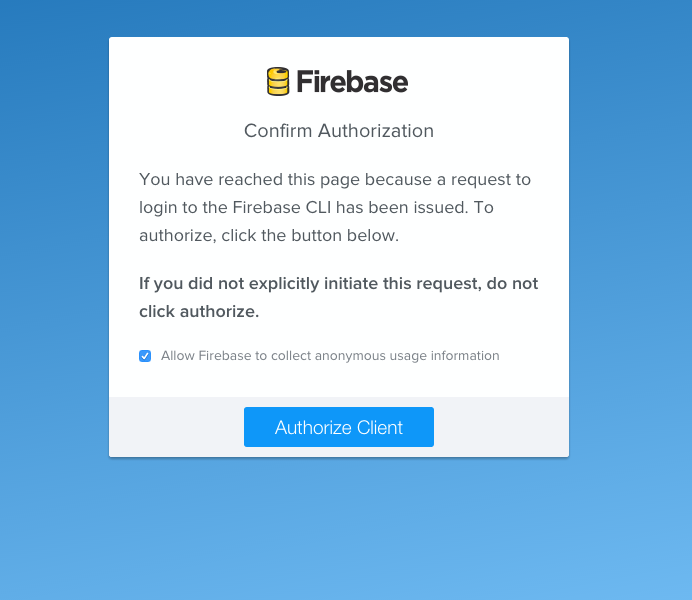 Firebase
Confirm Authorization
You have reached this page because a request to
login to the Firebase CLI has been issued. To
authorize, click the button below.
If you did not explicitly initiate this request, do not
click authorize.
Allow Firebase to collect anonymous usage information
Authorize Client